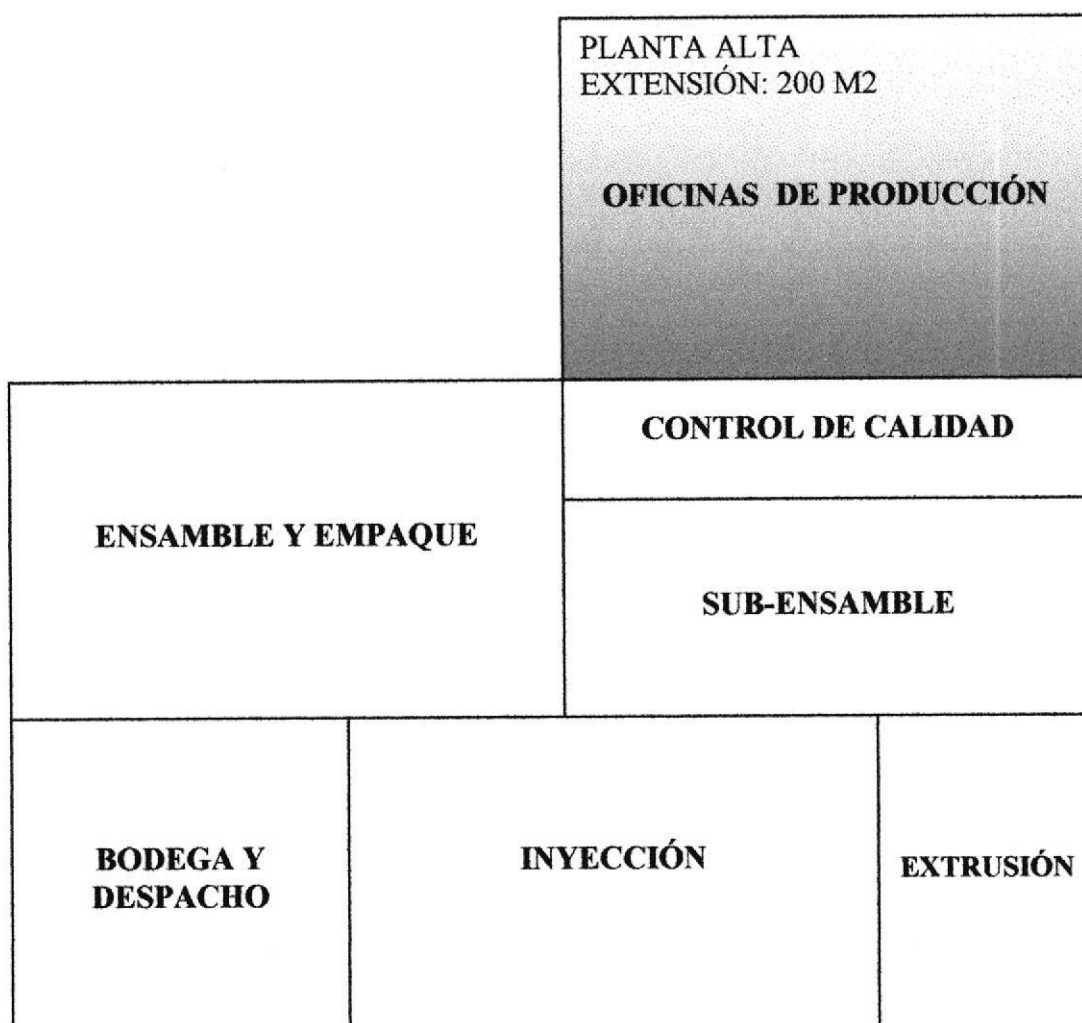 PLANTA ALTA
EXTENSIÓN: 200 M2
OFICINAS DE PRODUCCIÓN
CONTROL DE CALIDAD
ENSAMBLE Y EMPAQUE
SUB-ENSAMBLE
BODEGA Y
DESPACHO
INYECCIÓN
EXTRUSIÓN